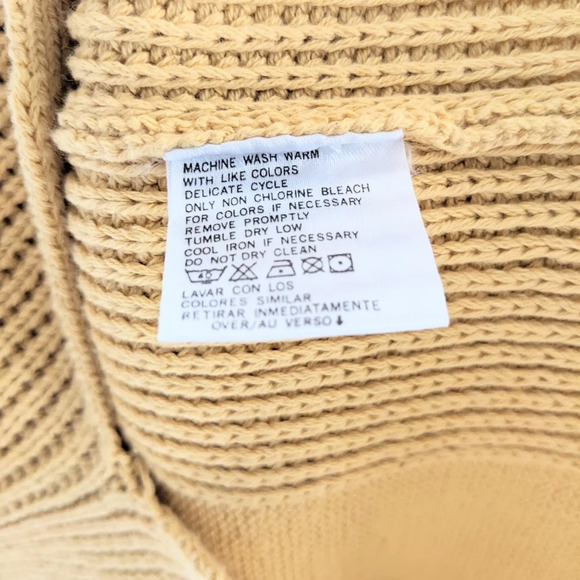 MACHINE WASH WARM
WITH LIKE COLORS
DELICATE CYCLE
ONLY NON CHLORINE BLEACH
FOR COLORS IF NECESSARY
REMOVE PROMPTLY
TUMBLE DRY LOW
COOL IRON IF NECESSARY
DO NOT DRY CLEAN
40
LAVAR CON LOS
COLORES SIMILAR
RETIRAR INMEDIATAMENTE
OVER/AU VERSO↓